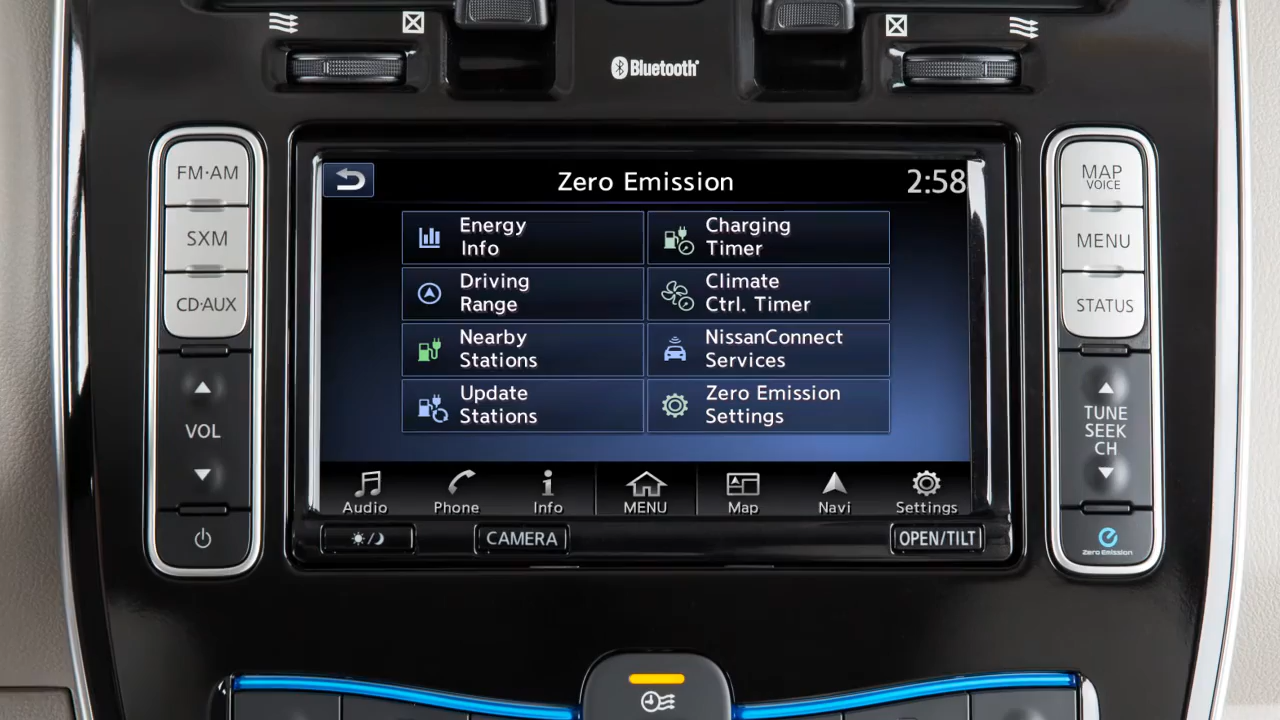 Bluetooth®
FM·AM
SXM
CD·AUX
VOL
Zero Emission
2:58
Energy
Info
Charging
Timer
Driving
Range
Climate
Ctrl. Timer
Nearby
Stations
NissanConnect
Services
Update
Stations
Zero Emission
Settings
Audio
Phone
Info
MENU
Map
Navi
Settings
CAMERA
OPEN/TILT
MAP
VOICE
MENU
STATUS
TUNE
SEEK
CH
Zero Emission